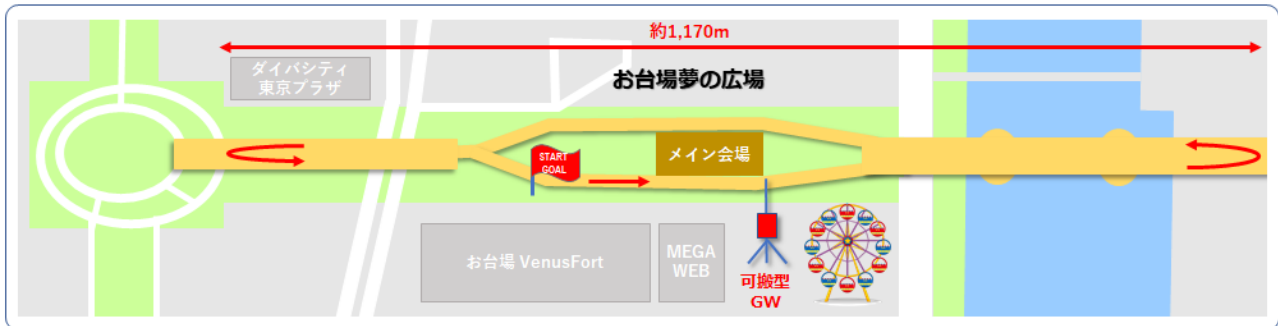 約1,170m
ダイバシティ
東京プラザ
お台場夢の広場
START
GOAL
メイン会場
お台場 VenusFort
MEGA
WEB
可搬型
GW